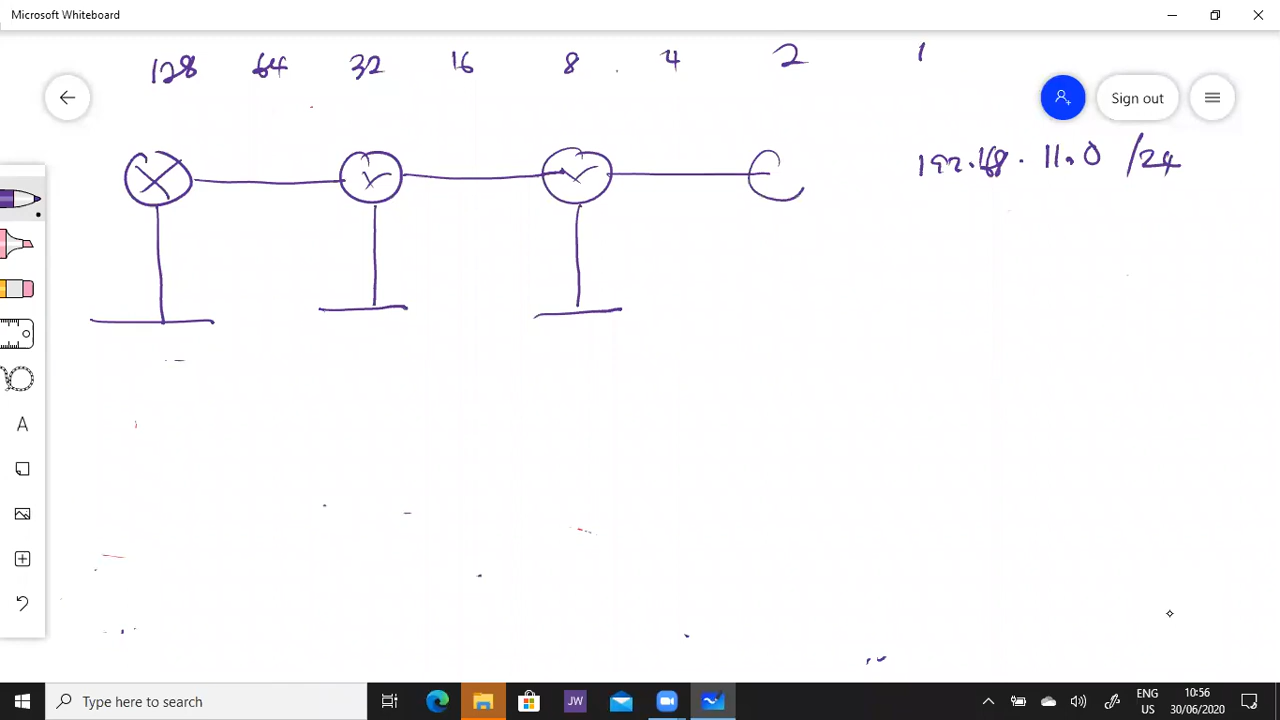 Microsoft Whiteboard
128 64 32 16 8 4 2 1
Sign out
192.168.11.0 /24
A
Type here to search
JW
ENG
US
10:56
30/06/2020